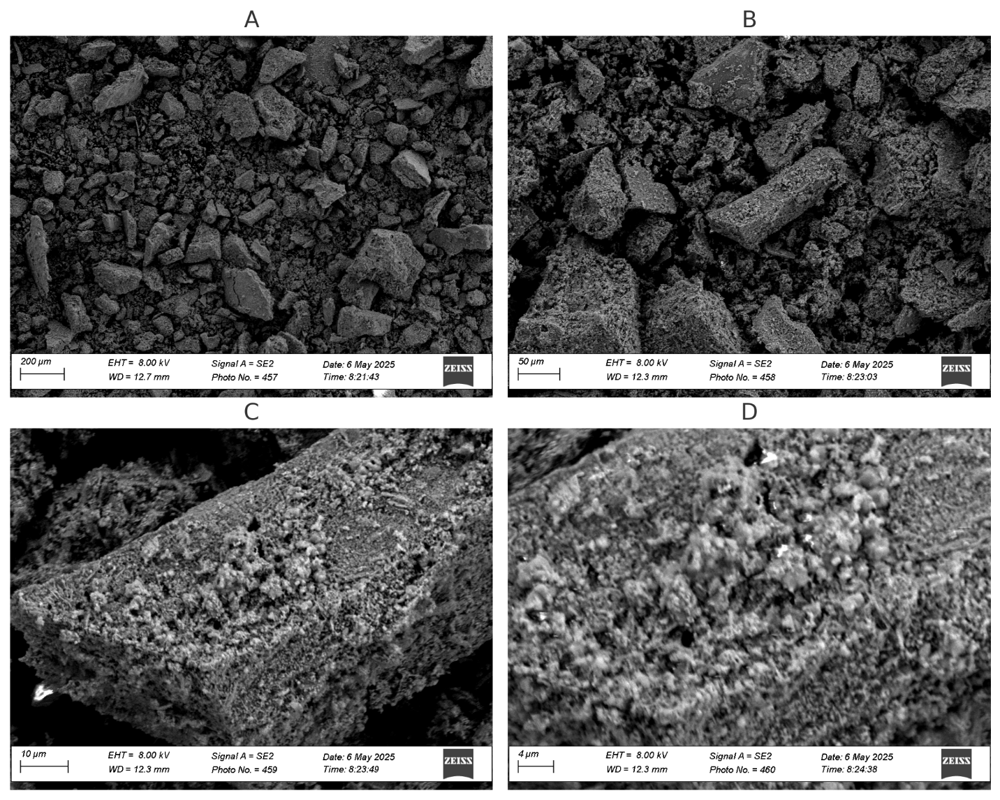 A
B
200 µm
EHT = 8.00 kV
Signal A = SE2
Date: 6 May 2025
WD = 12.7 mm
Photo No. = 457
Time: 8:21:43
ZEISS
50 µm
EHT = 8.00 kV
Signal A = SE2
Date: 6 May 2025
WD = 12.3 mm
Photo No. = 458
Time: 8:23:03
ZEISS
C
D
10 µm
EHT = 8.00 kV
Signal A = SE2
Date: 6 May 2025
WD = 12.3 mm
Photo No. = 459
Time: 8:23:49
ZEISS
4 µm
EHT = 8.00 kV
Signal A = SE2
Date: 6 May 2025
WD = 12.3 mm
Photo No. = 460
Time: 8:24:38
ZEISS